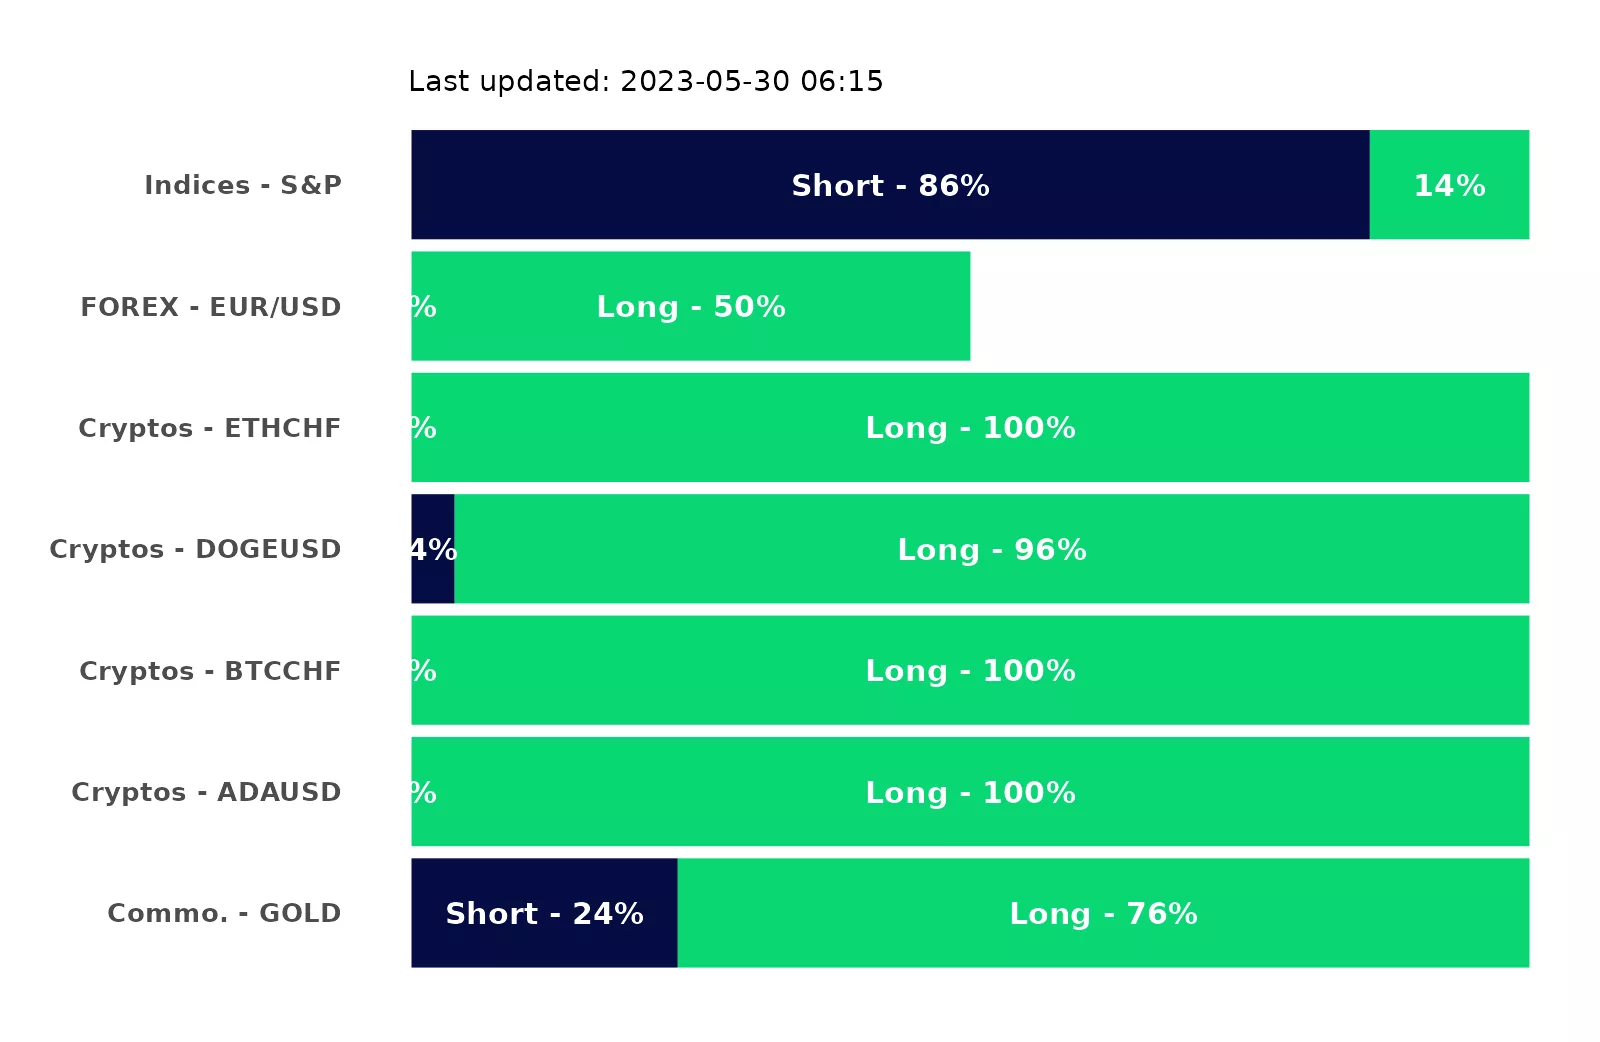 Last updated: 2023-05-30 06:15
Indices - S&P Short - 86% 14%
FOREX - EUR/USD % Long - 50%
Cryptos - ETHCHF % Long - 100%
Cryptos - DOGEUSD 4% Long - 96%
Cryptos - BTCCHF % Long - 100%
Cryptos - ADAUSD % Long - 100%
Commo. - GOLD Short - 24% Long - 76%